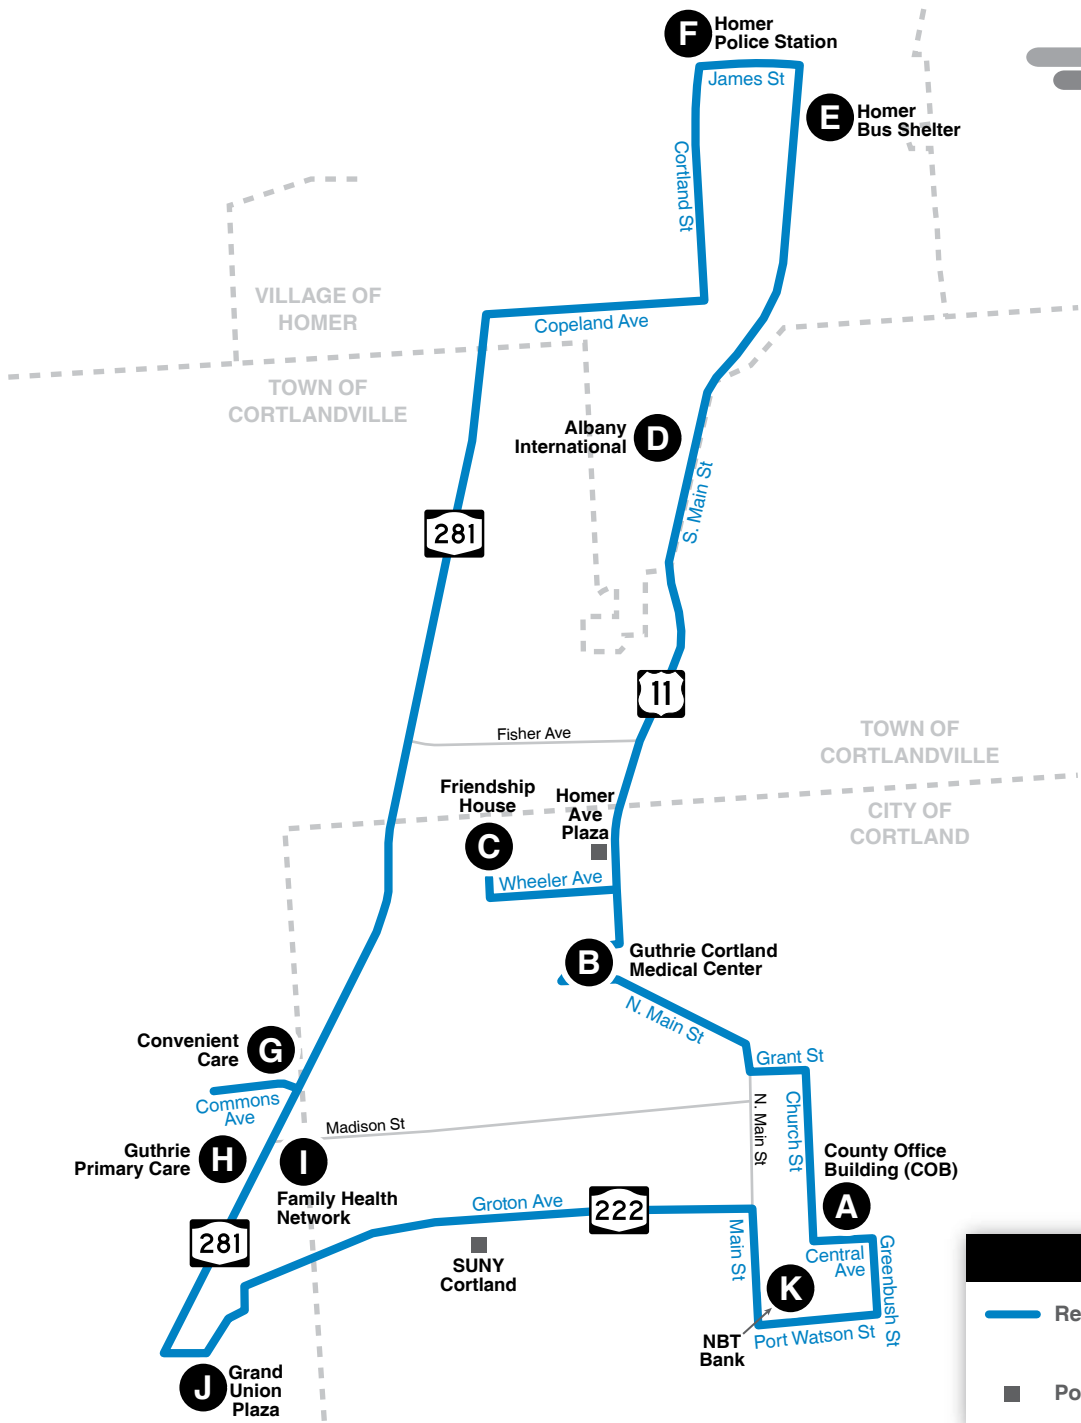 F
Homer
Police Station
James St
E
Homer
Bus Shelter
Cortland St
VILLAGE OF
HOMER
Copeland Ave
TOWN OF
CORTLANDVILLE
Albany
International
D
S. Main St
281
11
Fisher Ave
TOWN OF
CORTLANDVILLE
Friendship
House
Homer
Ave
Plaza
CITY OF
CORTLAND
C
Wheeler Ave
B
Guthrie Cortland
Medical Center
N. Main St
Convenient
Care
G
Grant St
Commons
Ave
Church St
N. Main St
Madison St
Guthrie
Primary Care
H
I
County Office
Building (COB)
Family Health
Network
A
Groton Ave
222
281
Main St
Central
Ave
Greenbush St
SUNY
Cortland
K
Re
Port Watson St
NBT
Bank
J
Grand
Union
Plaza
Po